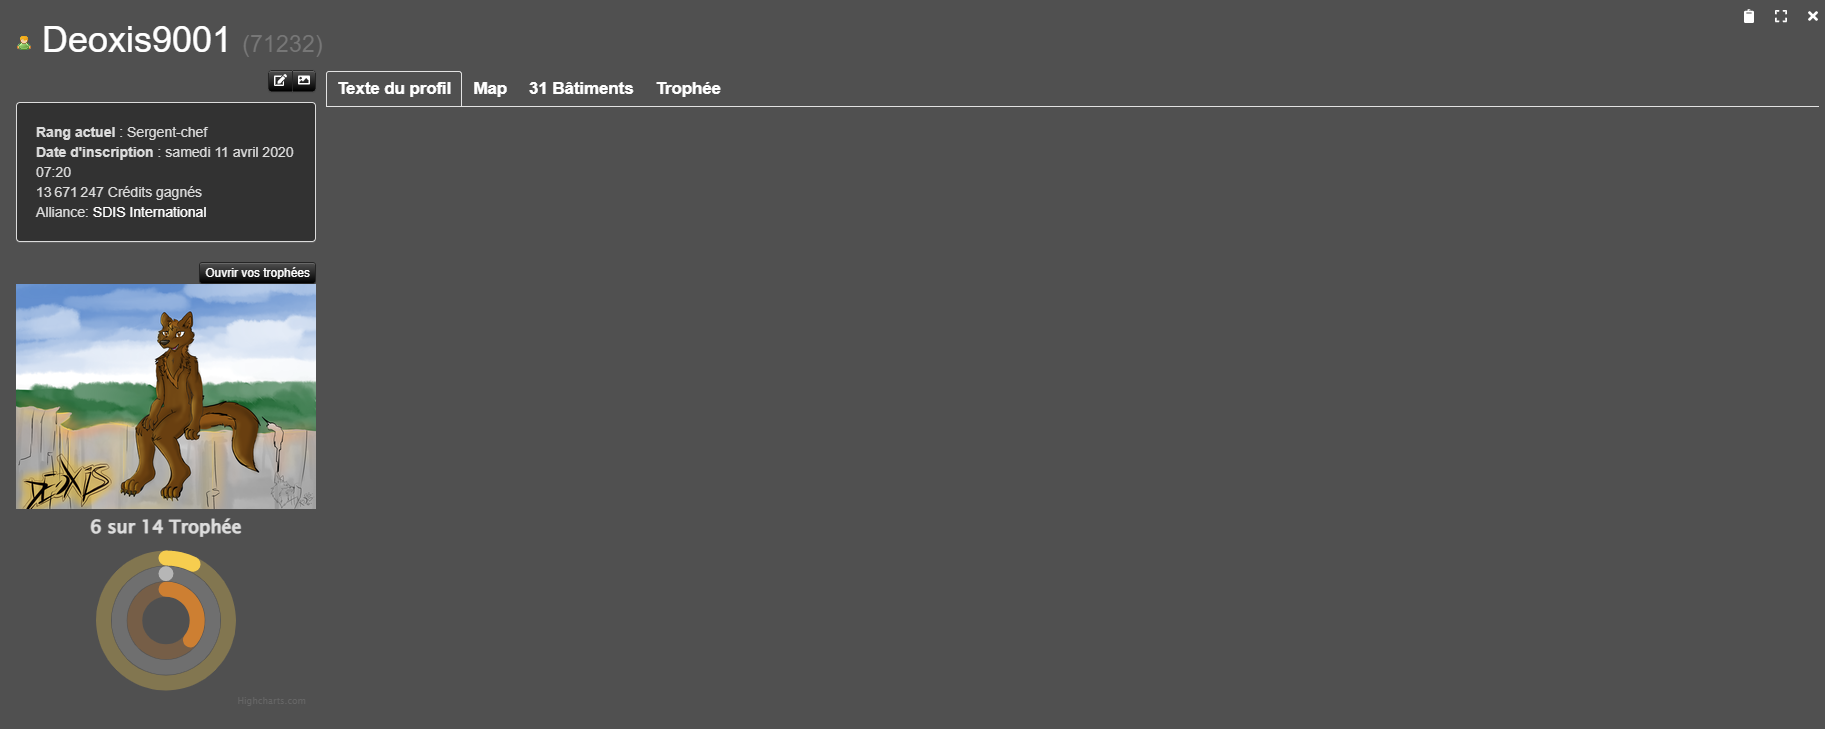 Deoxis9001 (71232)
Texte du profil
Map
31 Bâtiments
Trophée
Rang actuel : Sergent-chef
Date d'inscription : samedi 11 avril 2020
07:20
13 671 247 Crédits gagnés
Alliance: SDIS International
Ouvrir vos trophées
DEOXIS
6 sur 14 Trophée
Highcharts.com